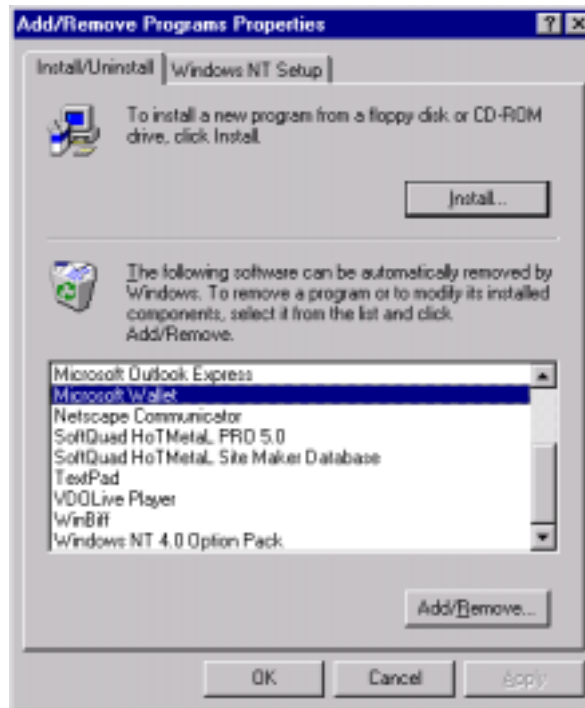 Add/Remove Programs Properties
Install/Uninstall
Windows NT Setup
To install a new program from a floppy disk or CD-ROM
drive, click Install.
Install...
The following software can be automatically removed by
Windows. To remove a program or to modify its installed
components, select it from the list and click
Add/Remove.
Microsoft Outlook Express
Microsoft Wallet
Netscape Communicator
SoftQuad HoTMetaL PRO 5.0
SoftQuad HoTMetaL Site Maker Database
TextPad
VDOLive Player
WinBiff
Windows NT 4.0 Option Pack
Add/Remove...
OK
Cancel
Apply